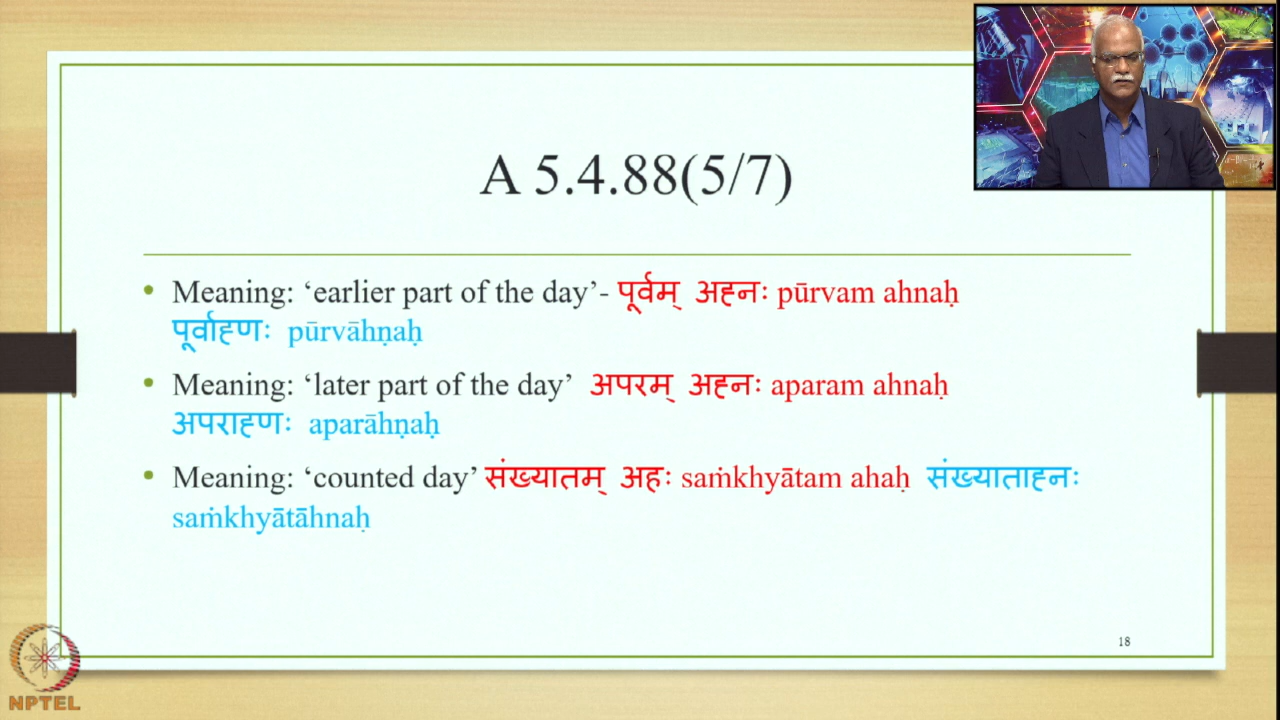 A 5.4.88(5/7)
• Meaning: ‘earlier part of the day’- पूर्वम् अह्नः pūrvam ahnaḥ
पूर्वाह्णः pūrvāhṇaḥ
• Meaning: ‘later part of the day’ अपरम् अह्नः aparam ahnaḥ
अपराह्णः aparāhṇaḥ
• Meaning: ‘counted day’ संख्यातम् अहः saṁkhyātam ahaḥ संख्याताह्नः
saṁkhyātāhnaḥ
18
NPTEL